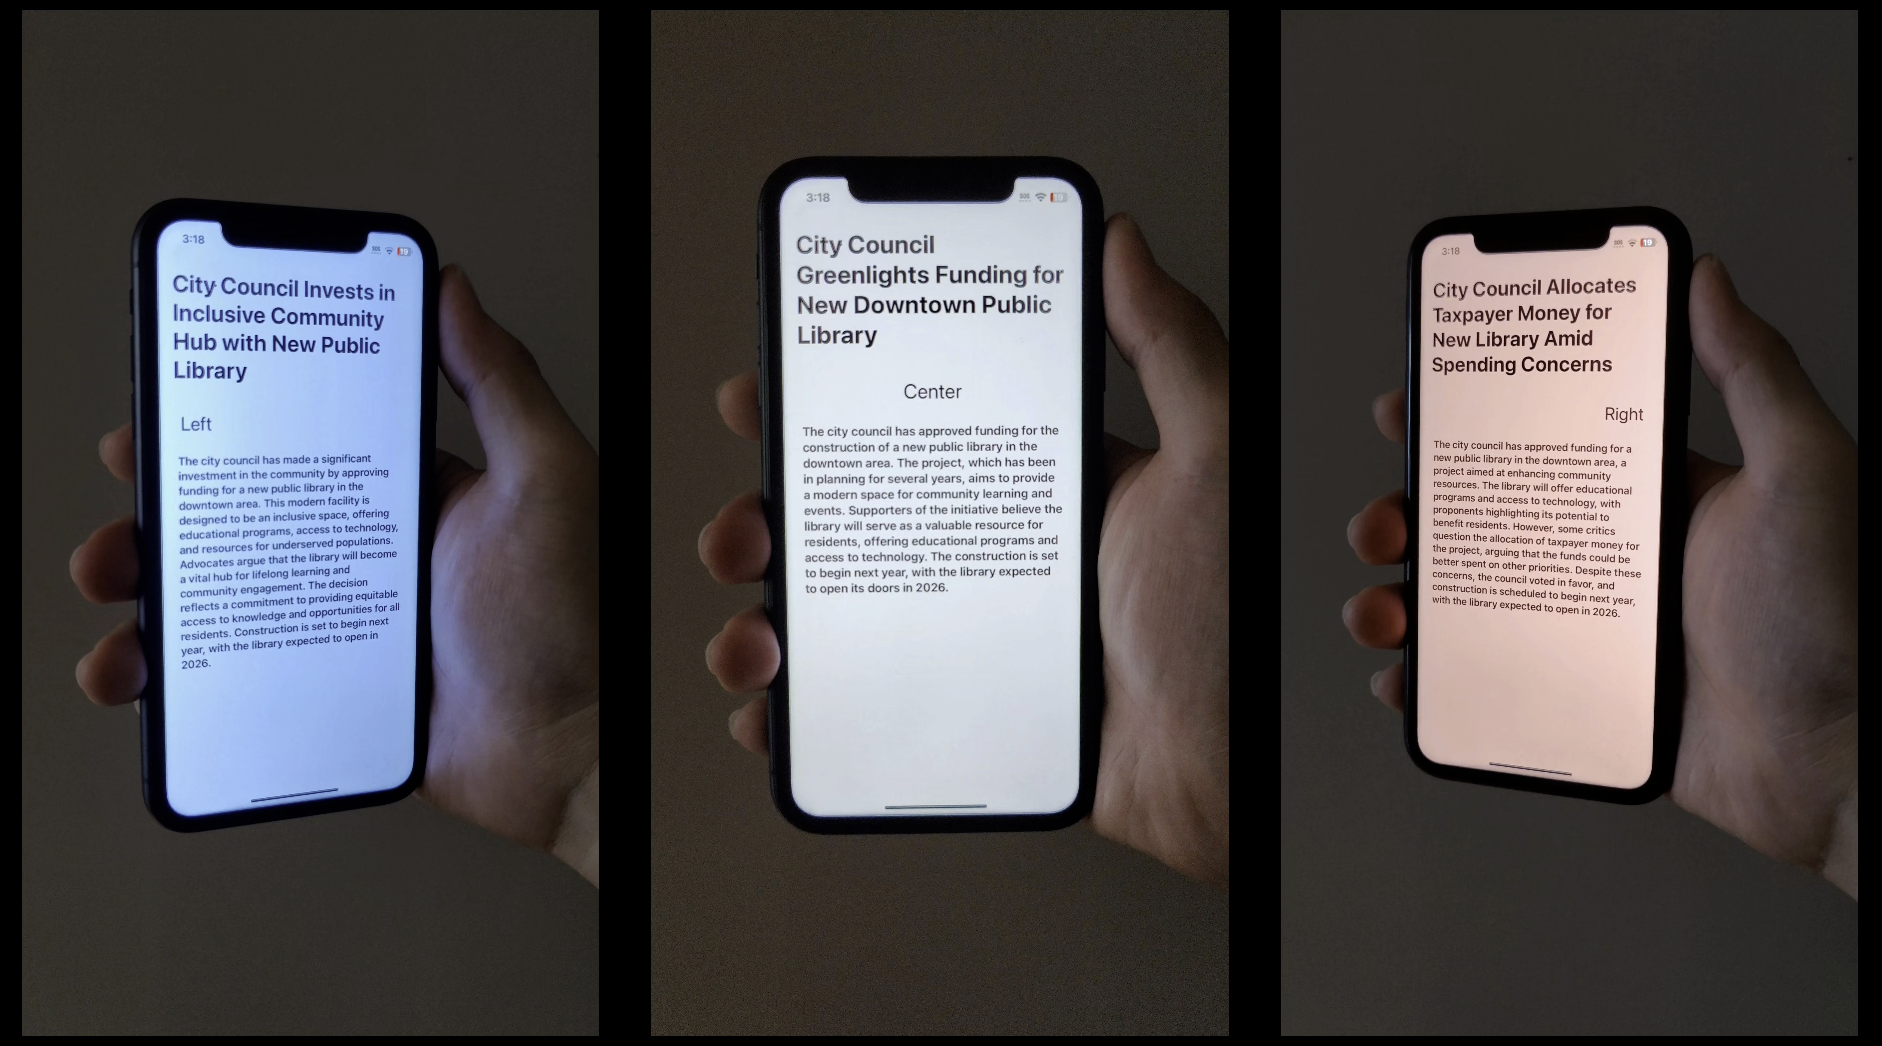 3:18
SOS
19
City Council Invests in
Inclusive Community
Hub with New Public
Library
Left
The city council has made a significant
investment in the community by approving
funding for a new public library in the
downtown area. This modern facility is
designed to be an inclusive space, offering
educational programs, access to technology,
and resources for underserved populations.
Advocates argue that the library will become
a vital hub for lifelong learning and
community engagement. The decision
reflects a commitment to providing equitable
access to knowledge and opportunities for all
residents. Construction is set to begin next
year, with the library expected to open in
2026.
3:18
SOS
19
City Council
Greenlights Funding for
New Downtown Public
Library
Center
The city council has approved funding for the
construction of a new public library in the
downtown area. The project, which has been
in planning for several years, aims to provide
a modern space for community learning and
events. Supporters of the initiative believe the
library will serve as a valuable resource for
residents, offering educational programs and
access to technology. The construction is set
to begin next year, with the library expected
to open its doors in 2026.
3:18
SOS
19
City Council Allocates
Taxpayer Money for
New Library Amid
Spending Concerns
Right
The city council has approved funding for a
new public library in the downtown area, a
project aimed at enhancing community
resources. The library will offer educational
programs and access to technology, with
proponents highlighting its potential to
benefit residents. However, some critics
question the allocation of taxpayer money for
the project, arguing that the funds could be
better spent on other priorities. Despite these
concerns, the council voted in favor, and
construction is scheduled to begin next year,
with the library expected to open in 2026.